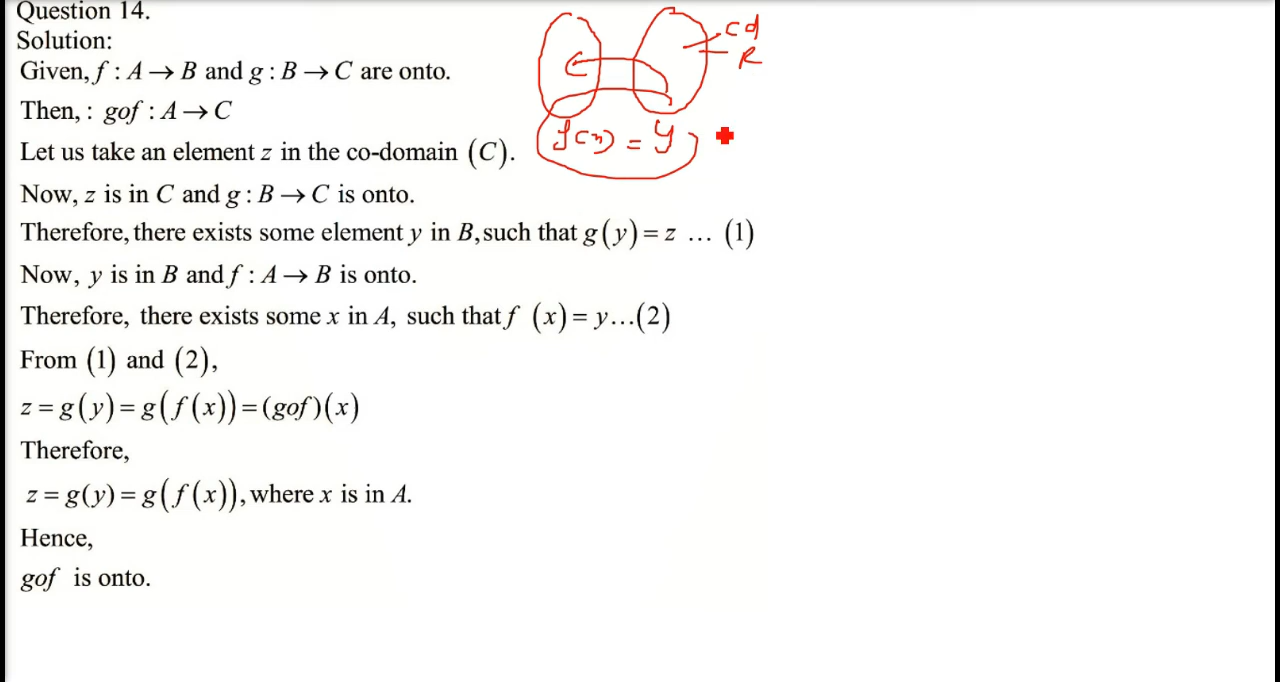 Question 14.
Solution:
Given, f : A → B and g : B → C are onto.
Then, : gof : A → C
Let us take an element z in the co-domain (C).
Now, z is in C and g : B → C is onto.
Therefore, there exists some element y in B, such that g(y) = z ... (1)
Now, y is in B and f : A → B is onto.
Therefore, there exists some x in A, such that f (x) = y...(2)
From (1) and (2),
z = g(y) = g(f(x)) = (gof)(x)
Therefore,
z = g(y) = g(f(x)), where x is in A.
Hence,
gof is onto.
cd
R
f(x) = y